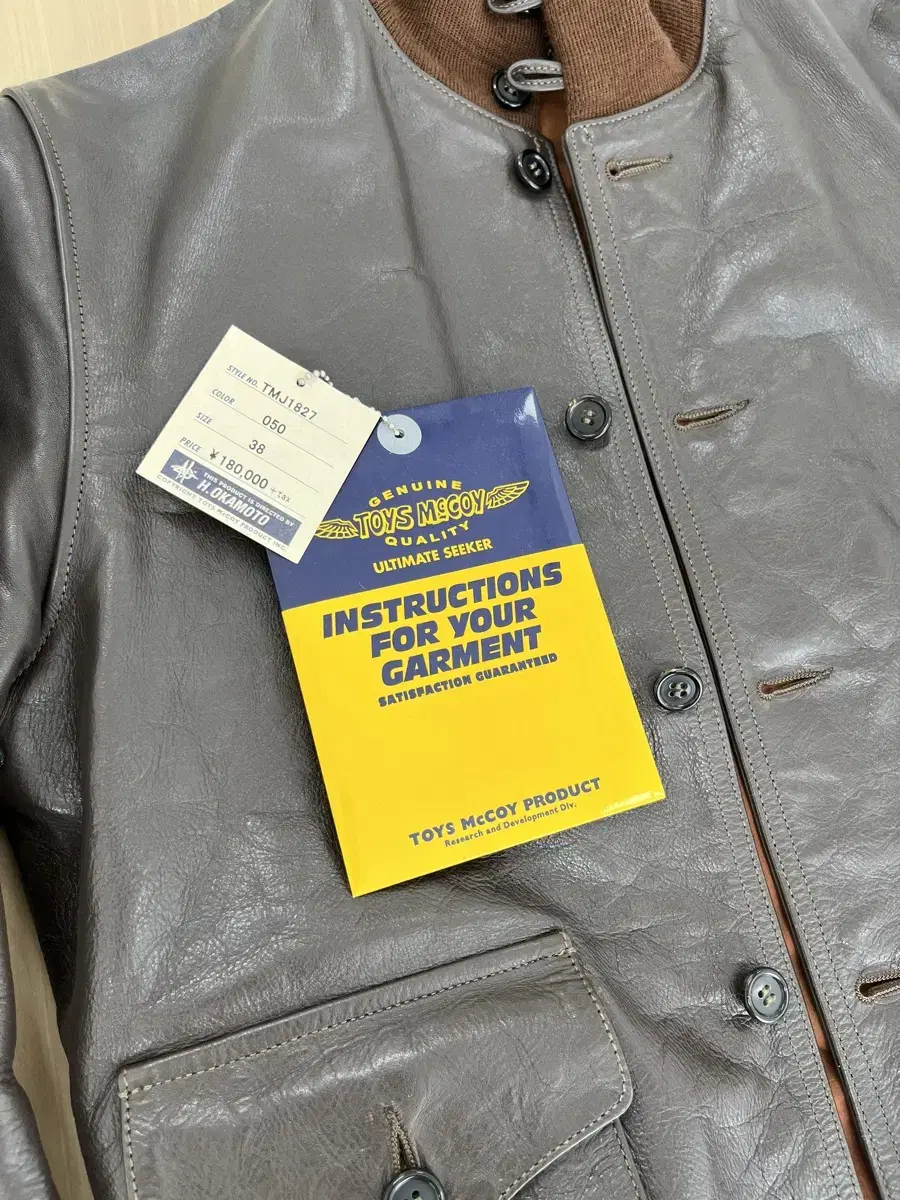 STYLE NO. TMJ1827
COLOR 050
SIZE 38
PRICE ¥180,000 +tax
THIS PRODUCT IS DIRECTED BY
H.OKAMOTO
COPYRIGHT TOYS McCOY PRODUCT INC.
GENUINE
TOYS McCOY
QUALITY
ULTIMATE SEEKER
INSTRUCTIONS
FOR YOUR
GARMENT
SATISFACTION GUARANTEED
TOYS McCOY PRODUCT
Research and Development Div.